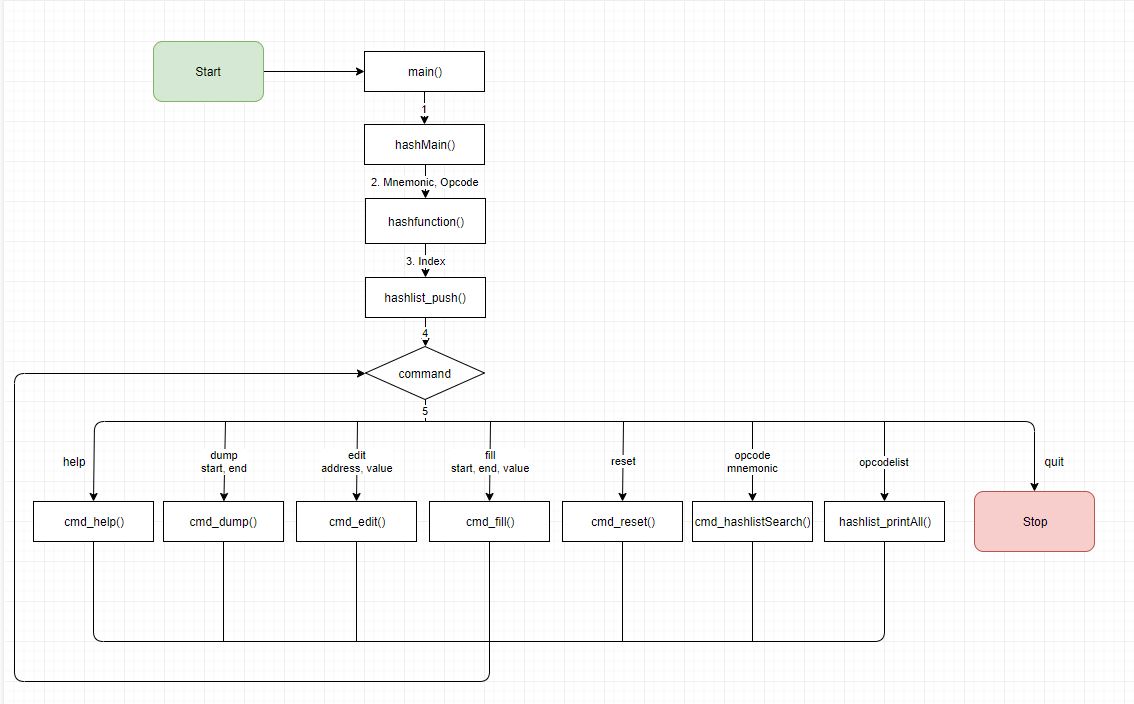 Start
main()
1
hashMain()
2. Mnemonic, Opcode
hashfunction()
3. Index
hashlist_push()
4
command
5
help
dump
start, end
edit
address, value
fill
start, end, value
reset
opcode
mnemonic
opcodelist
quit
cmd_help()
cmd_dump()
cmd_edit()
cmd_fill()
cmd_reset()
cmd_hashlistSearch()
hashlist_printAll()
Stop